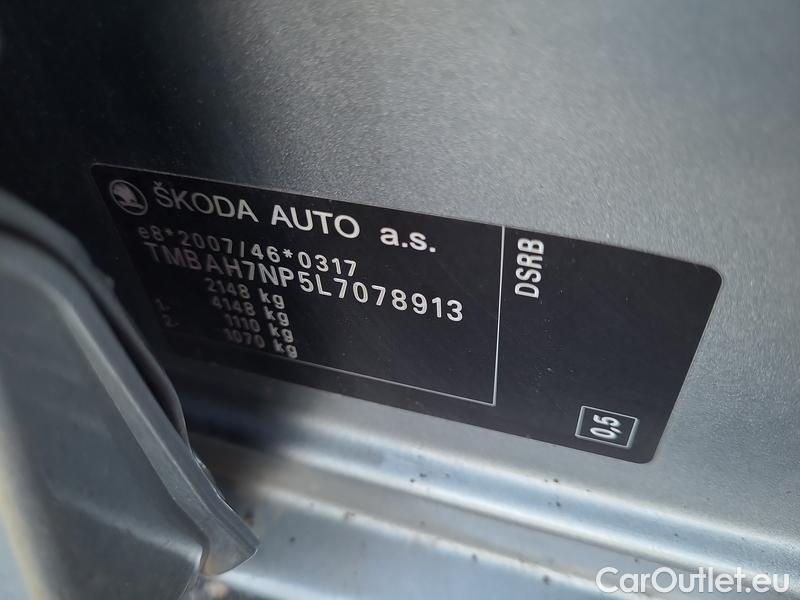 ŠKODA AUTO a.s.
e8*2007/46*0317
TMBAH7NP5L7078913
2148 kg
1. 4148 kg
2. 1110 kg
1070 kg
DSRB
0,5
CarOutlet.eu